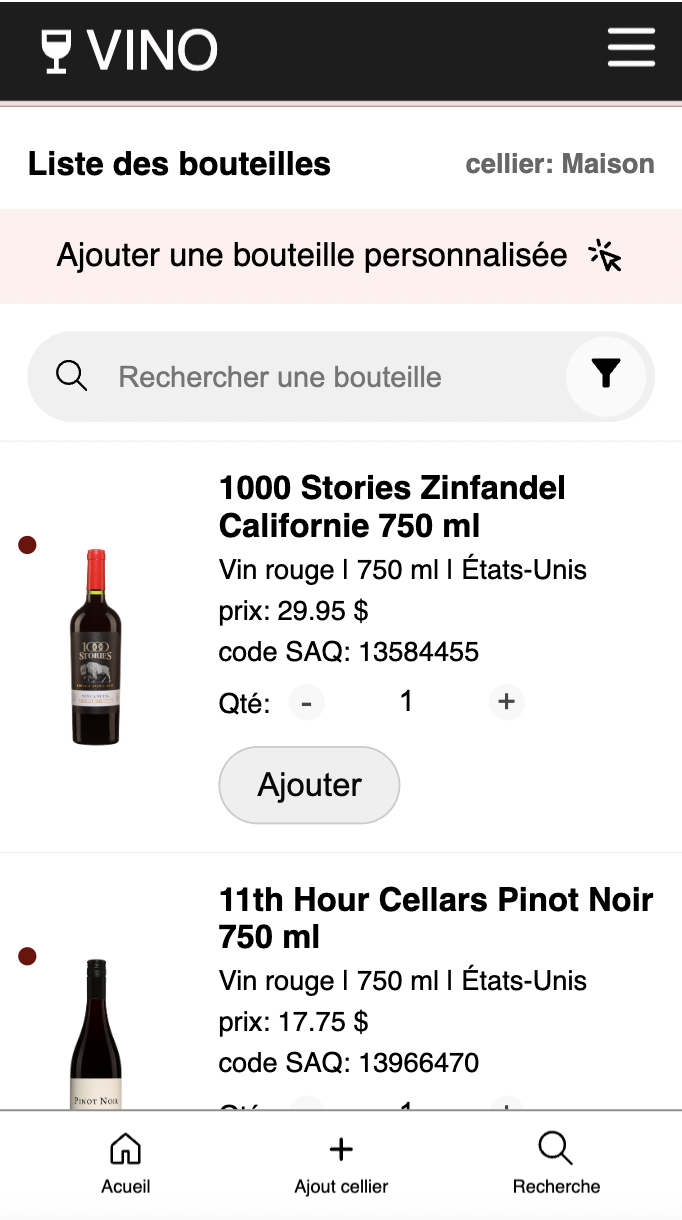 VINO
Liste des bouteilles
cellier: Maison
Ajouter une bouteille personnalisée
Rechercher une bouteille
1000 Stories Zinfandel
Californie 750 ml
Vin rouge | 750 ml | États-Unis
prix: 29.95 $
code SAQ: 13584455
Qté: - 1 +
Ajouter
1000
STORIES
11th Hour Cellars Pinot Noir
750 ml
Vin rouge | 750 ml | États-Unis
prix: 17.75 $
code SAQ: 13966470
PINOT NOIR
Acueil
Ajout cellier
Recherche